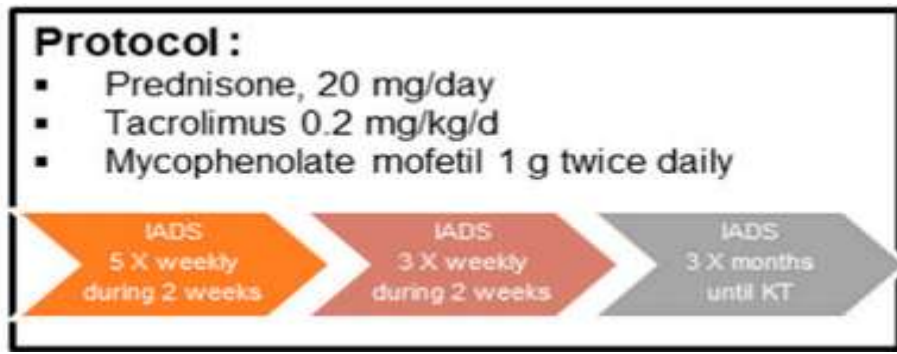 Protocol :
▪ Prednisone, 20 mg/day
▪ Tacrolimus 0.2 mg/kg/d
▪ Mycophenolate mofetil 1 g twice daily
IADS
5 X weekly
during 2 weeks
IADS
3 X weekly
during 2 weeks
IADS
3 X months
until KT